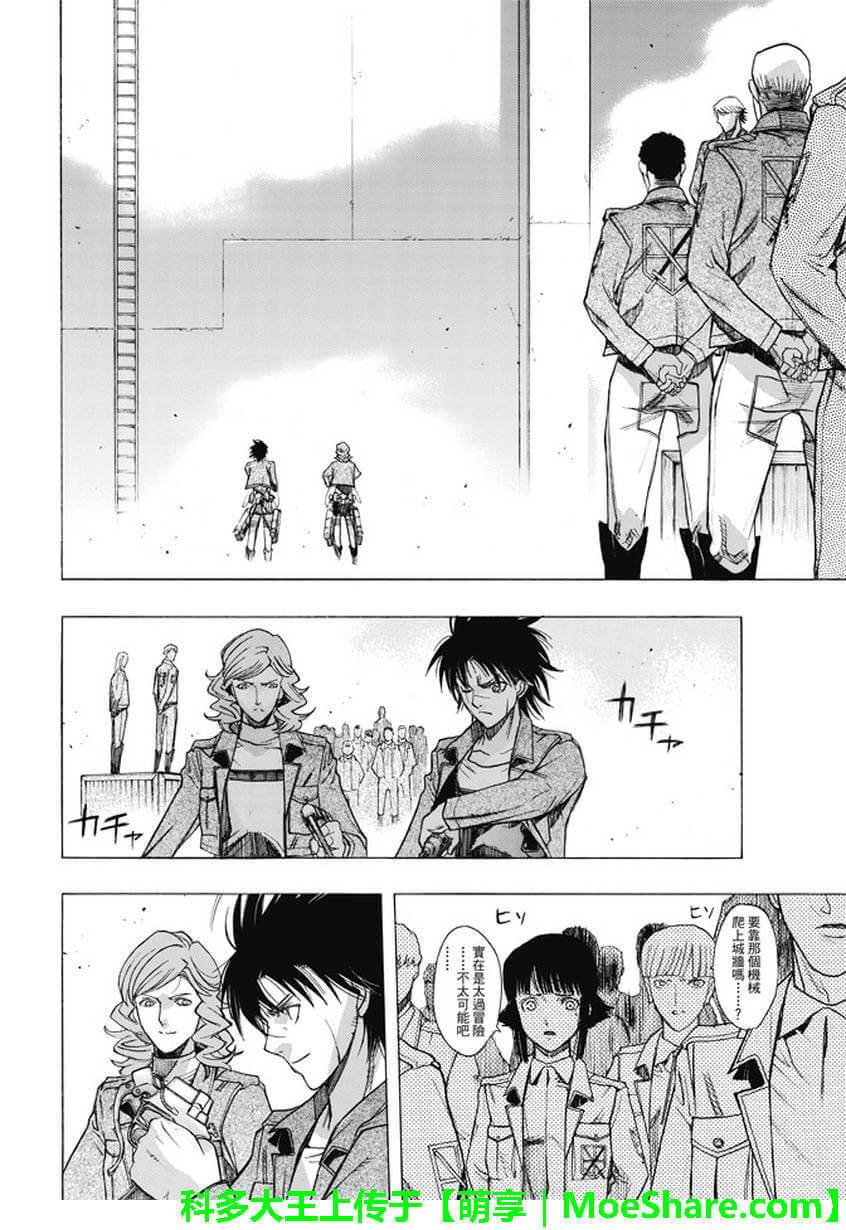 カチャ
カチャ
ヒソ
ヒソ
要靠那個機械
爬上城牆嗎……?
實在是太過冒險
……不太可能吧
科多大王上传于【萌享｜MoeShare.com】